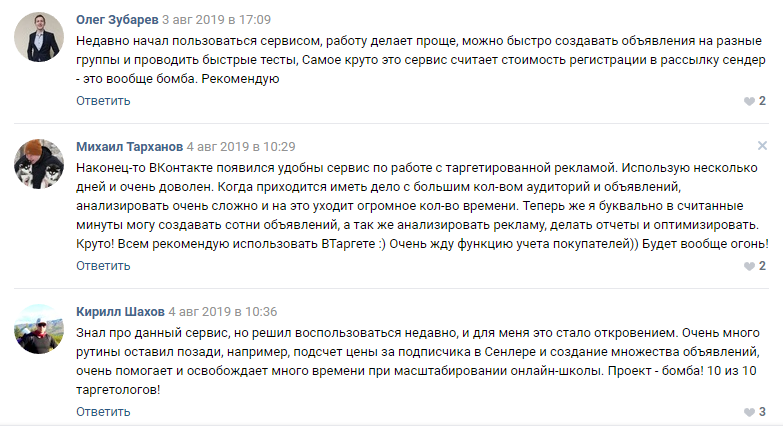 Олег Зубарев 3 авг 2019 в 17:09
Недавно начал пользоваться сервисом, работу делает проще, можно быстро создавать объявления на разные
группы и проводить быстрые тесты, Самое круто это сервис считает стоимость регистрации в рассылку сендер
- это вообще бомба. Рекомендую
Ответить 2
Михаил Тарханов 4 авг 2019 в 10:29
Наконец-то ВКонтакте появился удобны сервис по работе с таргетированной рекламой. Использую несколько
дней и очень доволен. Когда приходится иметь дело с большим кол-вом аудиторий и объявлений,
анализировать очень сложно и на это уходит огромное кол-во времени. Теперь же я буквально в считанные
минуты могу создавать сотни объявлений, а так же анализировать рекламу, делать отчеты и оптимизировать.
Круто! Всем рекомендую использовать ВТаргете :) Очень жду функцию учета покупателей)) Будет вообще огонь!
Ответить 2
Кирилл Шахов 4 авг 2019 в 10:36
Знал про данный сервис, но решил воспользоваться недавно, и для меня это стало откровением. Очень много
рутины оставил позади, например, подсчет цены за подписчика в Сенлере и создание множества объявлений,
очень помогает и освобождает много времени при масштабировании онлайн-школы. Проект - бомба! 10 из 10
таргетологов!
Ответить 3